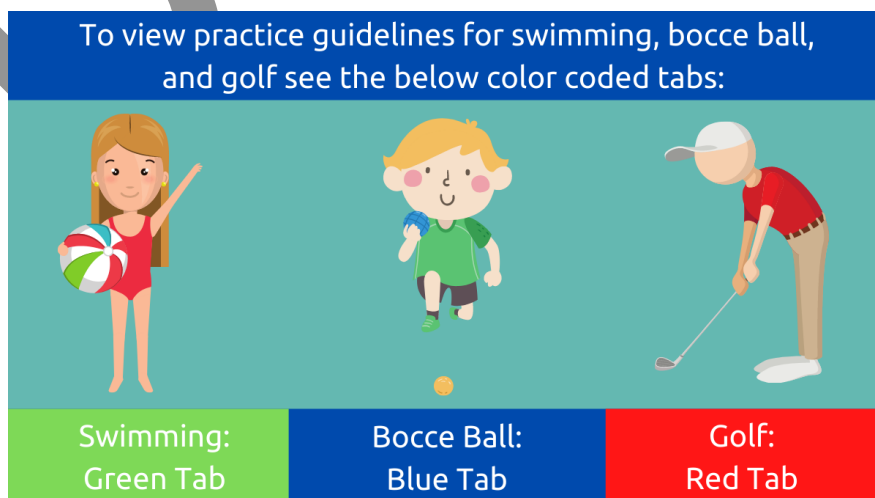 To view practice guidelines for swimming, bocce ball,
and golf see the below color coded tabs:
Swimming:
Green Tab
Bocce Ball:
Blue Tab
Golf:
Red Tab